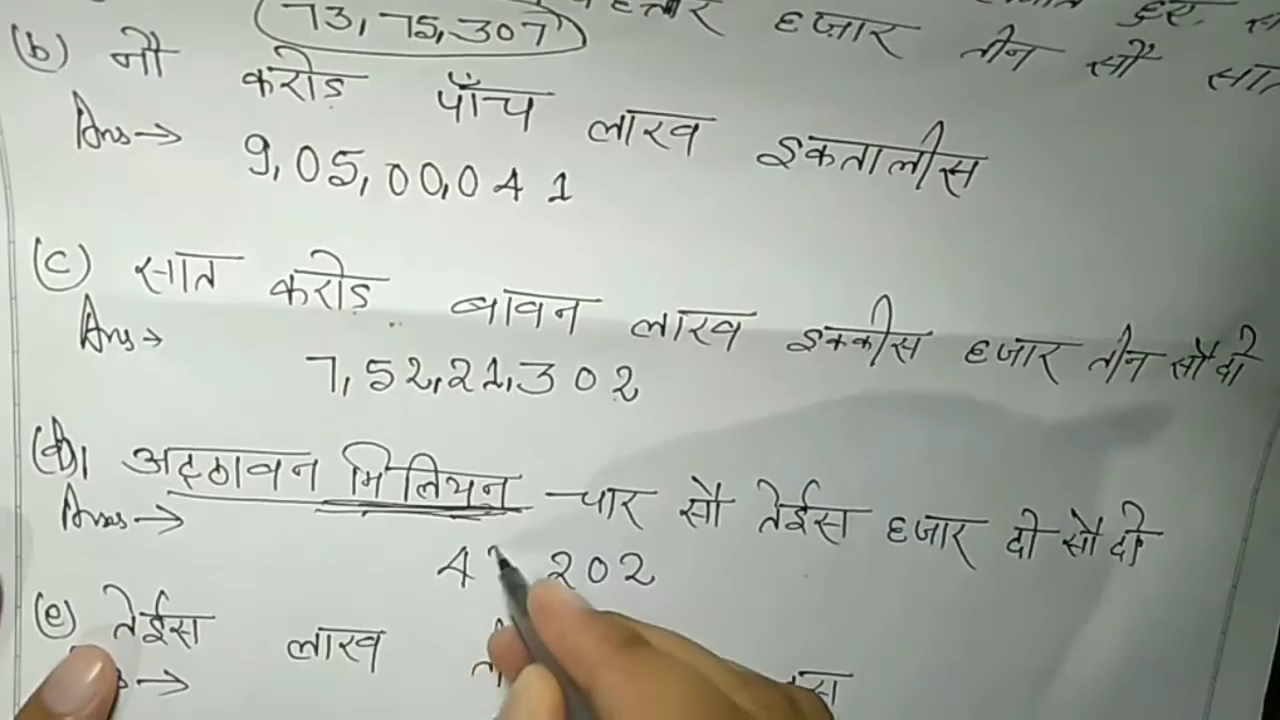 73,75,307 हजार तीन सौ
(b) नौ करोड पाँच लाख इकतालीस
Ans→ 9,05,00,041
(c) सात करोड बावन लाख इक्कीस हजार तीन सौ दो
Ans→ 7,52,21,302
(d) अट्ठावन मिलियन चार सौ तेईस हजार दो सौ दो
Ans→ 4 202
(e) तेईस लाख
→